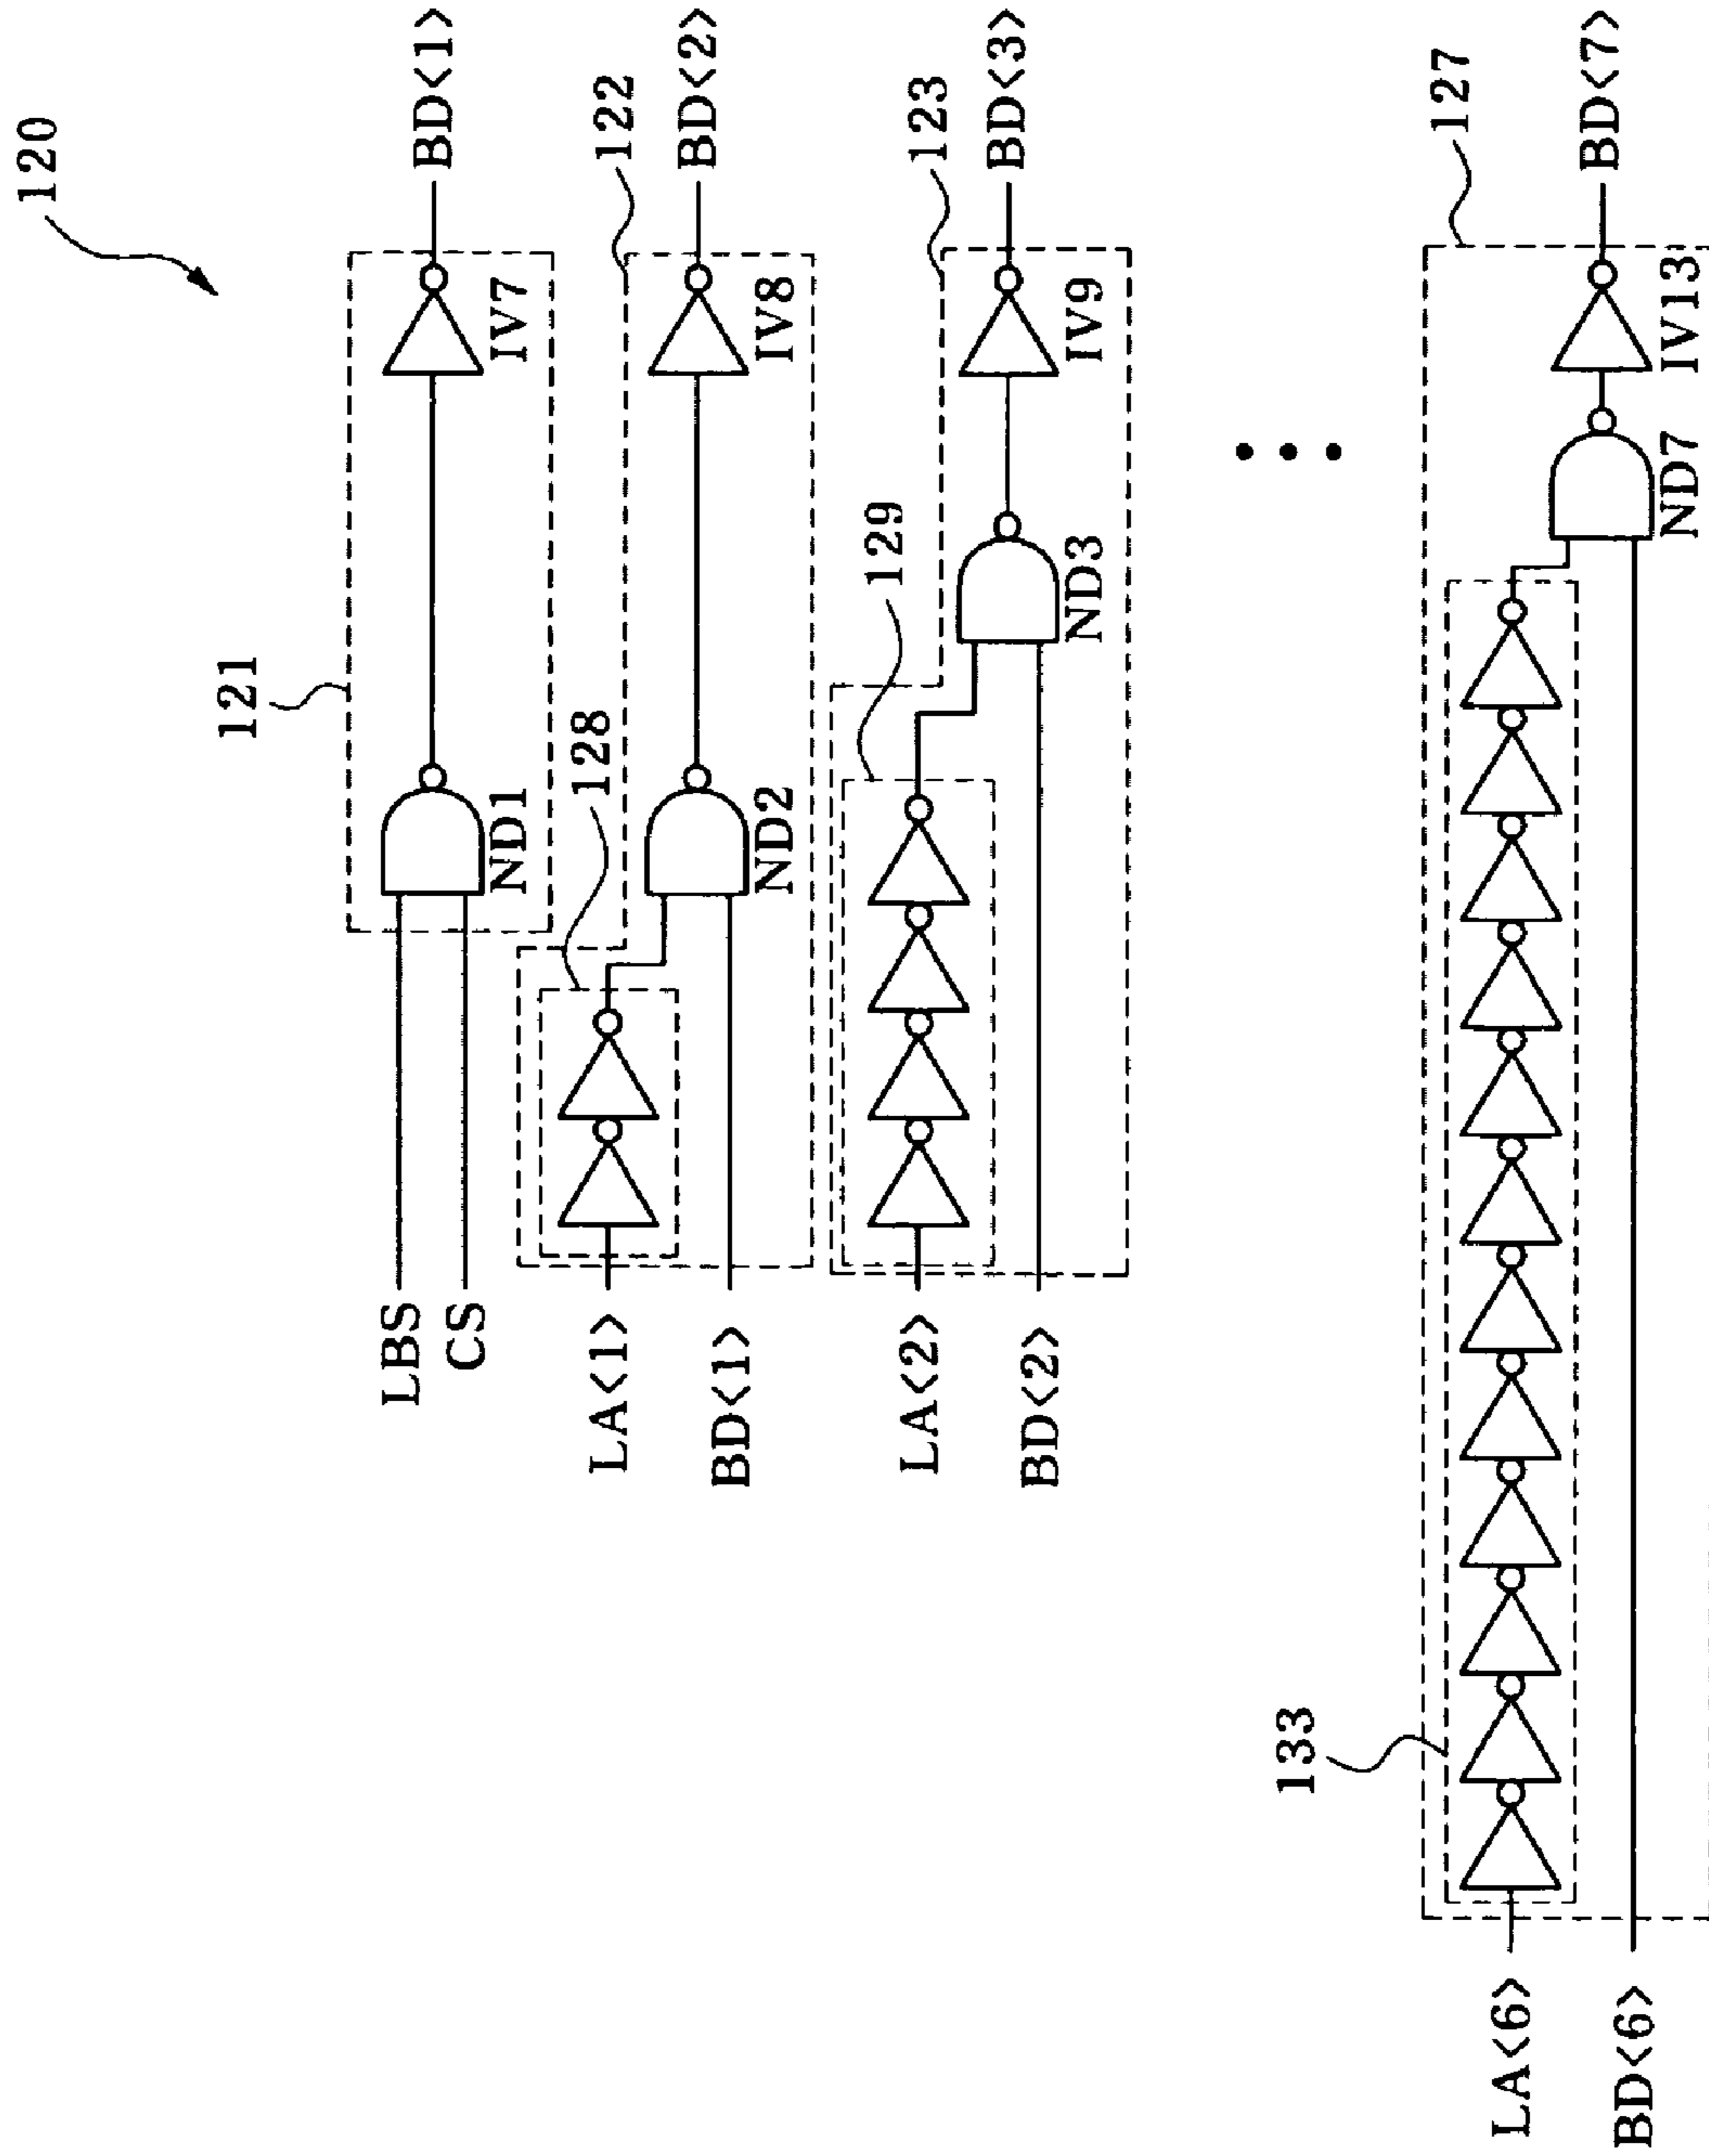 120
121
LBS
CS
ND1
IV7
BD<1>
122
128
LA<1>
BD<1>
ND2
IV8
BD<2>
123
129
LA<2>
BD<2>
ND3
IV9
BD<3>
127
133
LA<6>
BD<6>
ND7
IV13
BD<7>